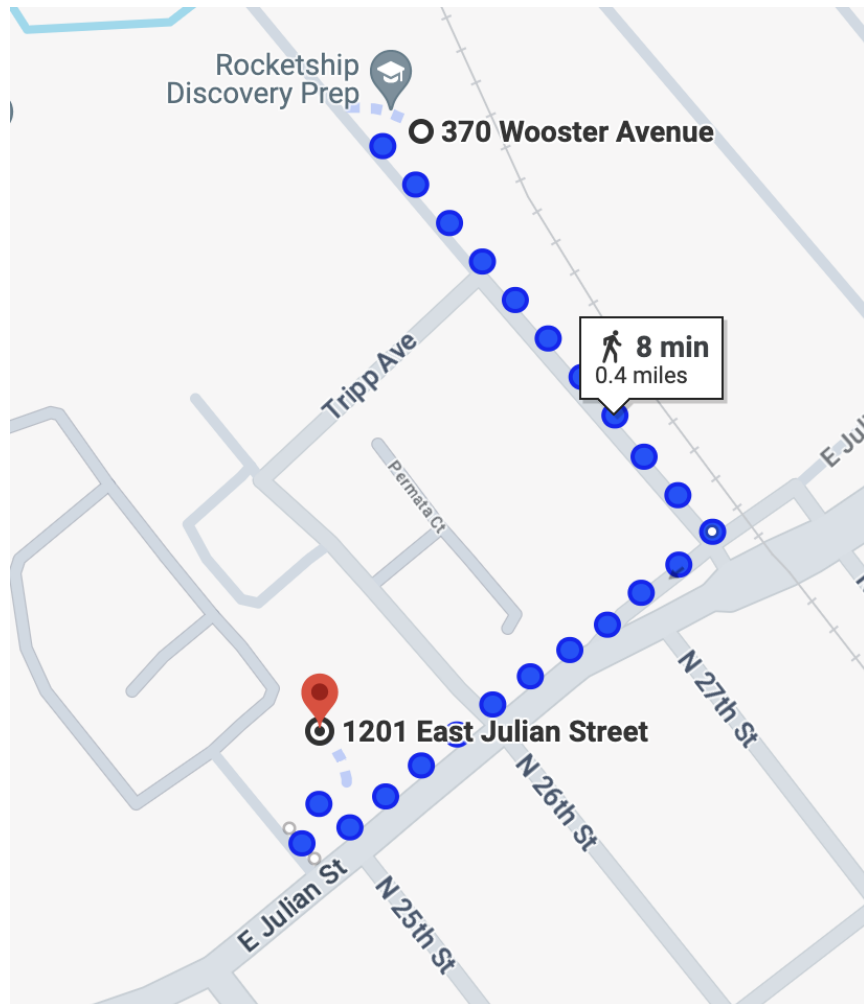 Rocketship
Discovery Prep
370 Wooster Avenue
8 min
0.4 miles
Tripp Ave
Permata Ct
N 27th St
1201 East Julian Street
N 26th St
E Julian St
N 25th St